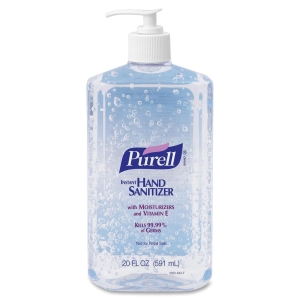 Purell
INSTANT HAND
SANITIZER
with MOISTURIZERS
and VITAMIN E
KILLS 99.99%
of GERMS
20 FL OZ (591 mL)